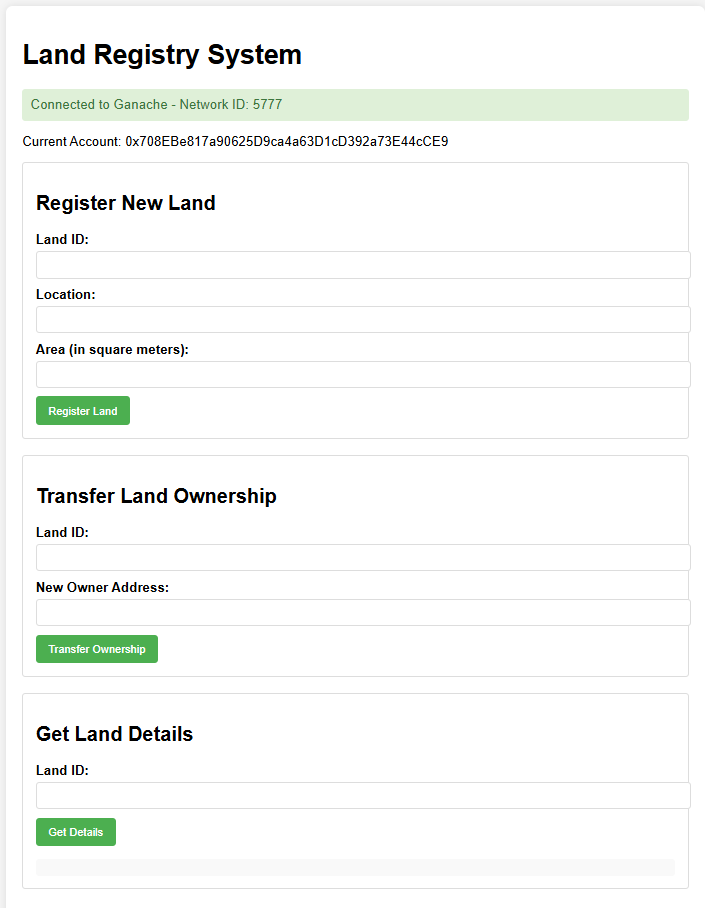 Land Registry System
Connected to Ganache - Network ID: 5777
Current Account: 0x708EBe817a90625D9ca4a63D1cD392a73E44cCE9
Register New Land
Land ID:
Location:
Area (in square meters):
Register Land
Transfer Land Ownership
Land ID:
New Owner Address:
Transfer Ownership
Get Land Details
Land ID:
Get Details